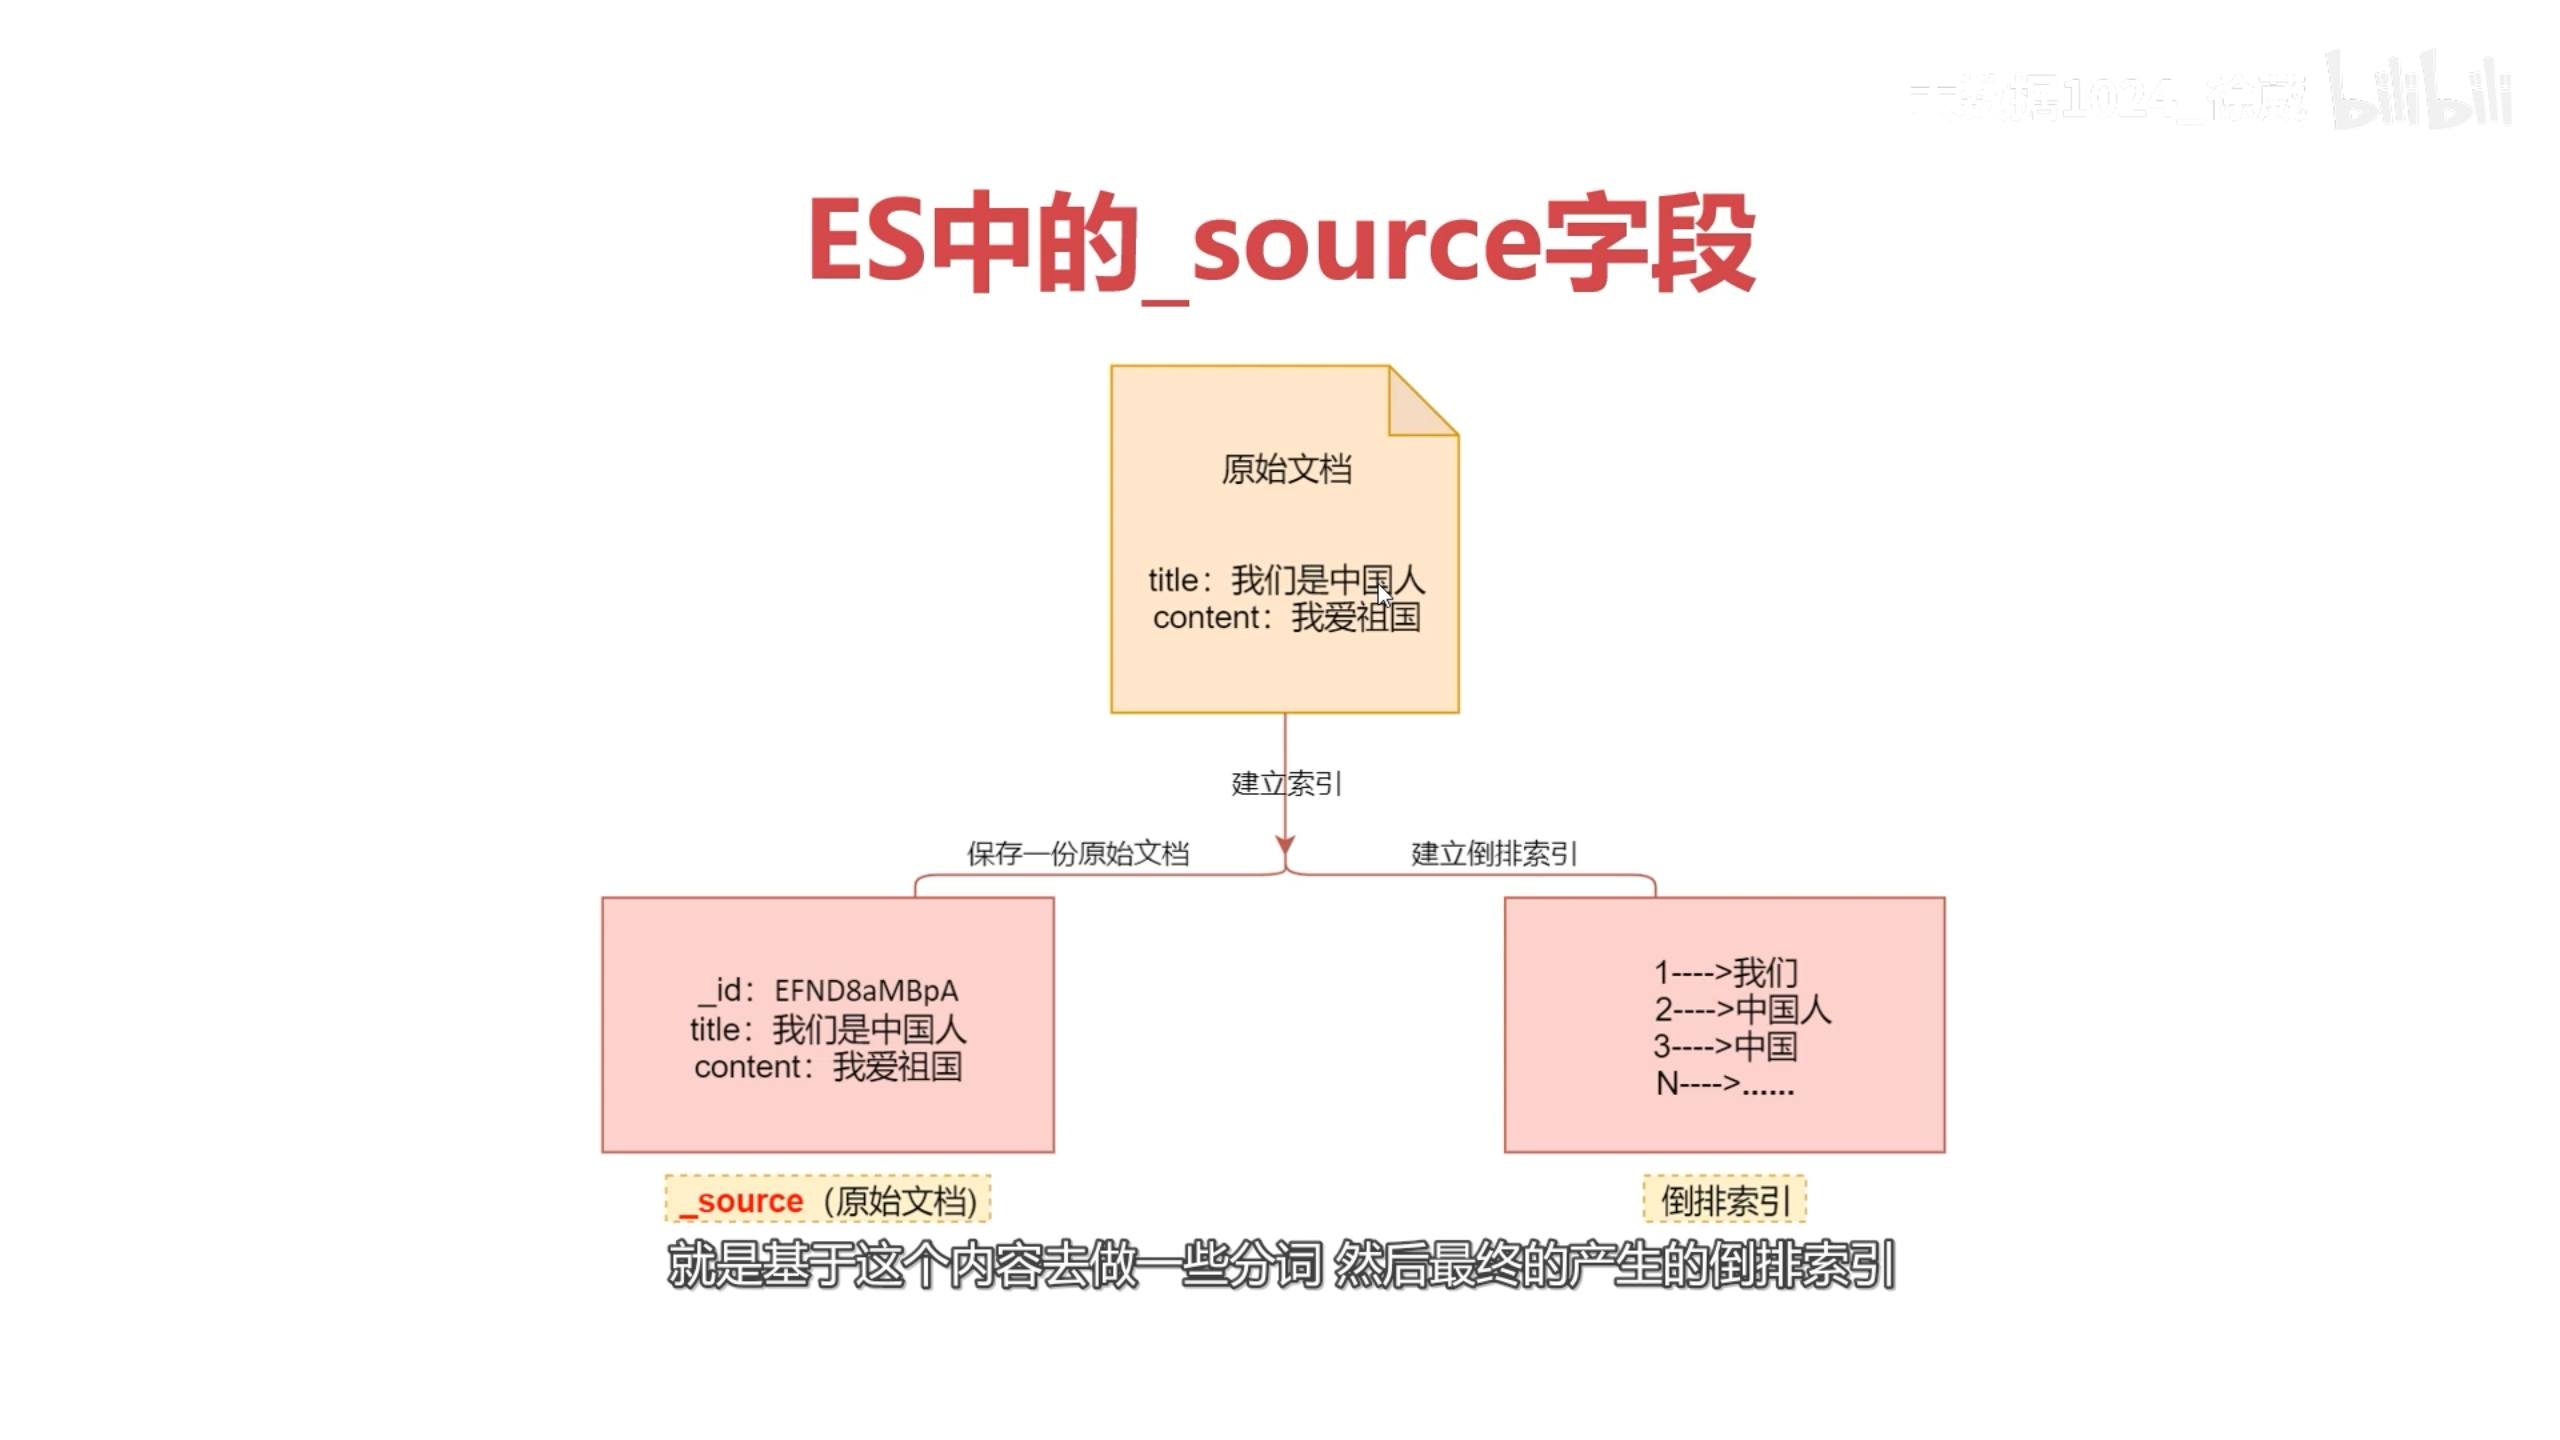 大数据1024_徐葳 bilibili
ES中的_source字段
原始文档
title：我们是中国人
content：我爱祖国
建立索引
保存一份原始文档
建立倒排索引
_id：EFND8aMBpA
title：我们是中国人
content：我爱祖国
1---->我们
2---->中国人
3---->中国
N---->......
_source（原始文档)
倒排索引
就是基于这个内容去做一些分词 然后最终的产生的倒排索引